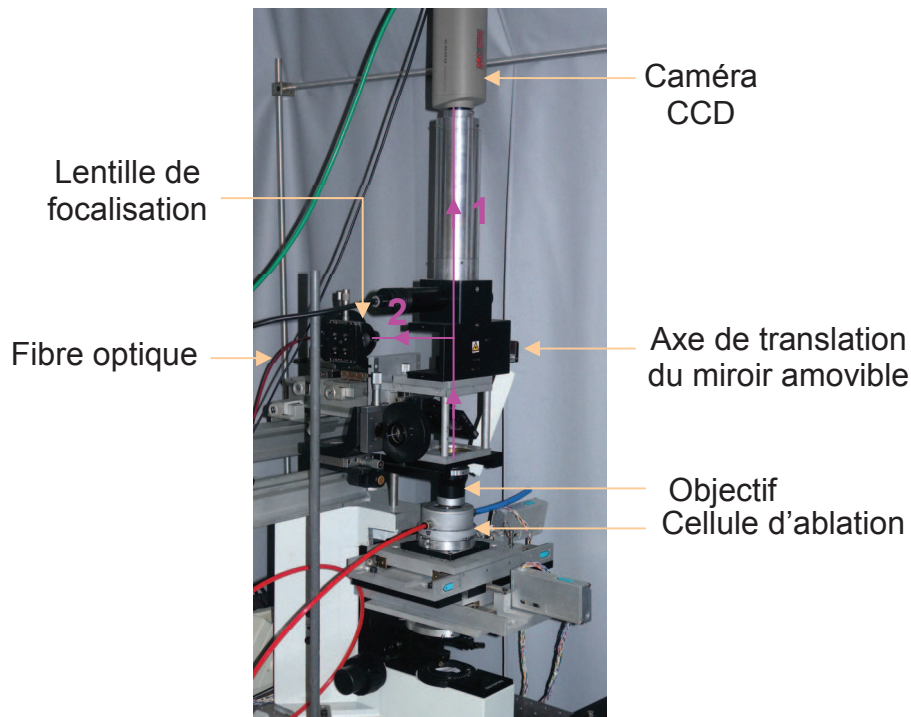 Caméra
CCD
Lentille de
focalisation
1
2
Fibre optique
Axe de translation
du miroir amovible
Objectif
Cellule d'ablation